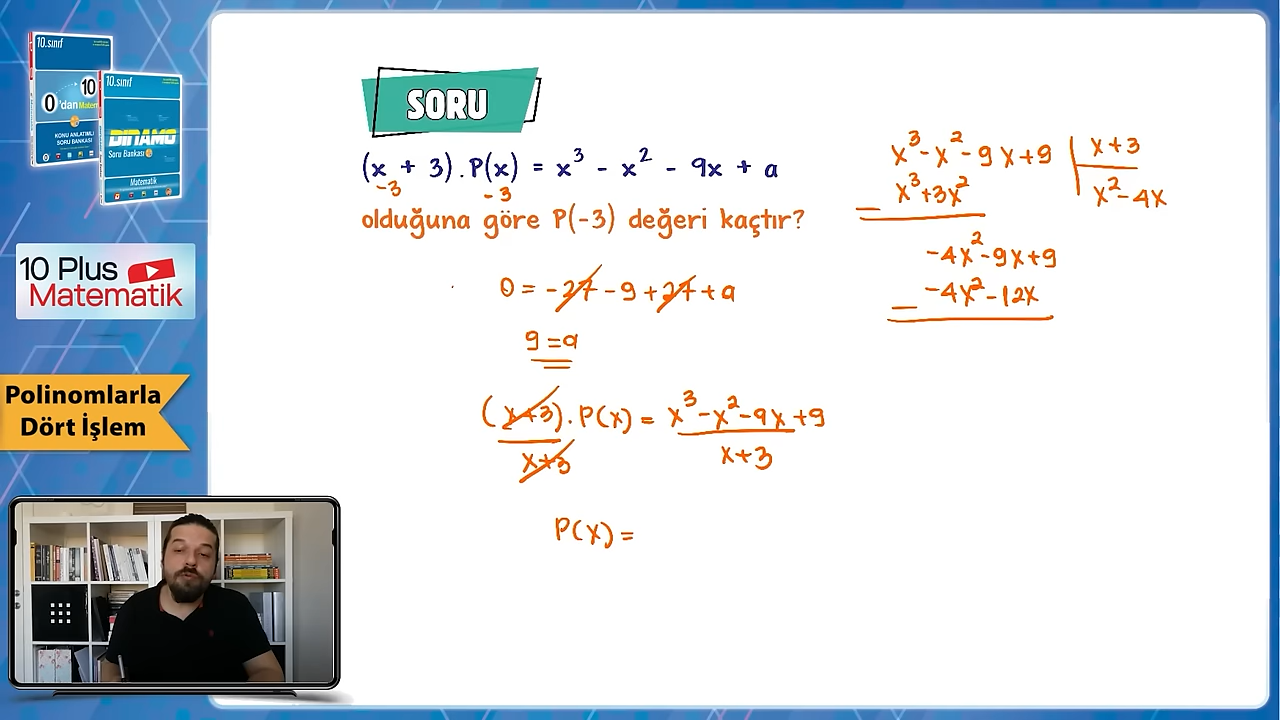 10.sınıf
0'dan 10
KONU ANLATIMLI
SORU BANKASI
10.sınıf
DINAMO
Soru Bankası
Matematik
10 Plus
Matematik
Polinomlarla
Dört İşlem
SORU
(x + 3) . P(x) = x³ - x² - 9x + a
-3 -3
olduğuna göre P(-3) değeri kaçtır?
0 = -27 - 9 + 27 + a
9 = a
(x+3) . P(x) = x³ - x² - 9x + 9
x+3 x+3
P(x) =
x³ - x² - 9x + 9 | x+3
x³ + 3x² x² - 4x
-4x² - 9x + 9
-4x² - 12x